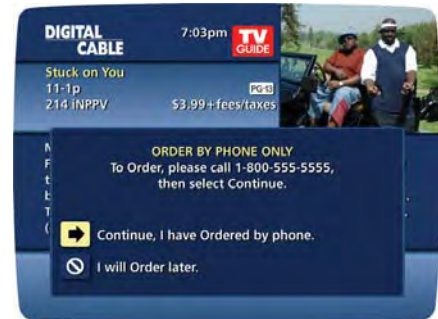 DIGITAL
CABLE
7:03pm
TV
GUIDE
Stuck on You
11-1p
PG-13
214 iNPPV
$3.99+fees/taxes
ORDER BY PHONE ONLY
To Order, please call 1-800-555-5555,
then select Continue.
Continue, I have Ordered by phone.
I will Order later.